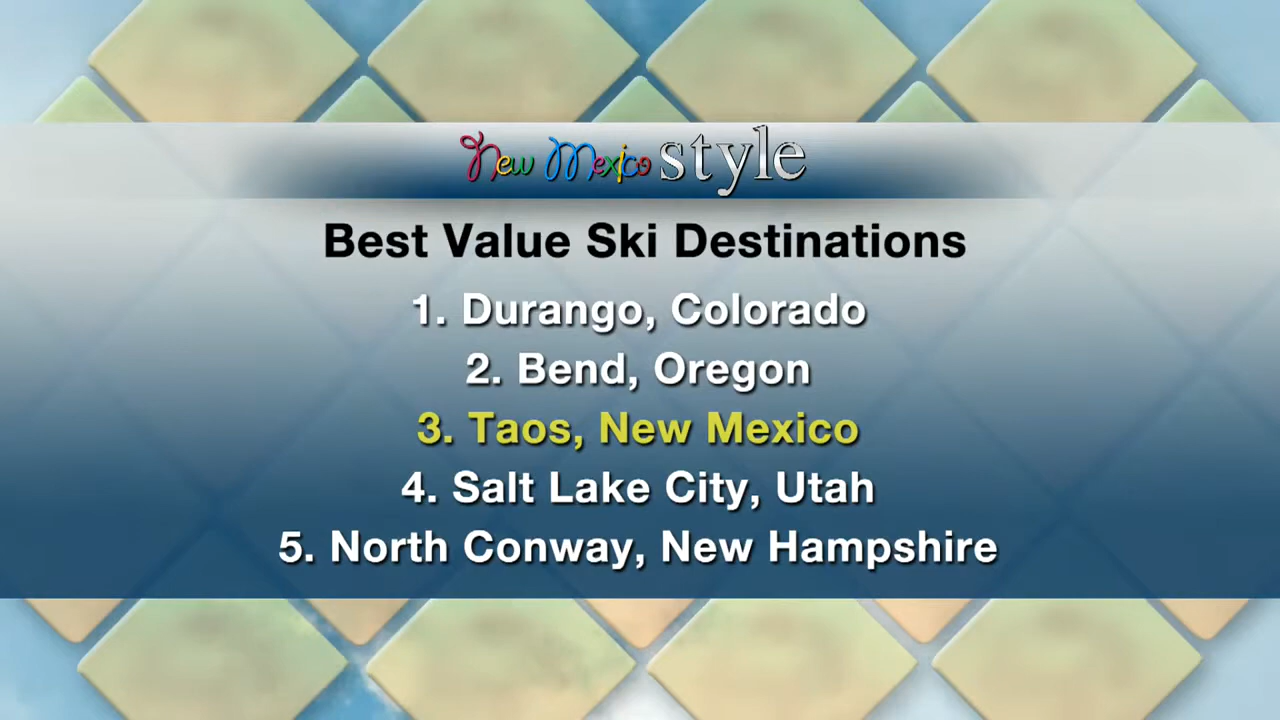 New Mexico style
Best Value Ski Destinations
1. Durango, Colorado
2. Bend, Oregon
3. Taos, New Mexico
4. Salt Lake City, Utah
5. North Conway, New Hampshire